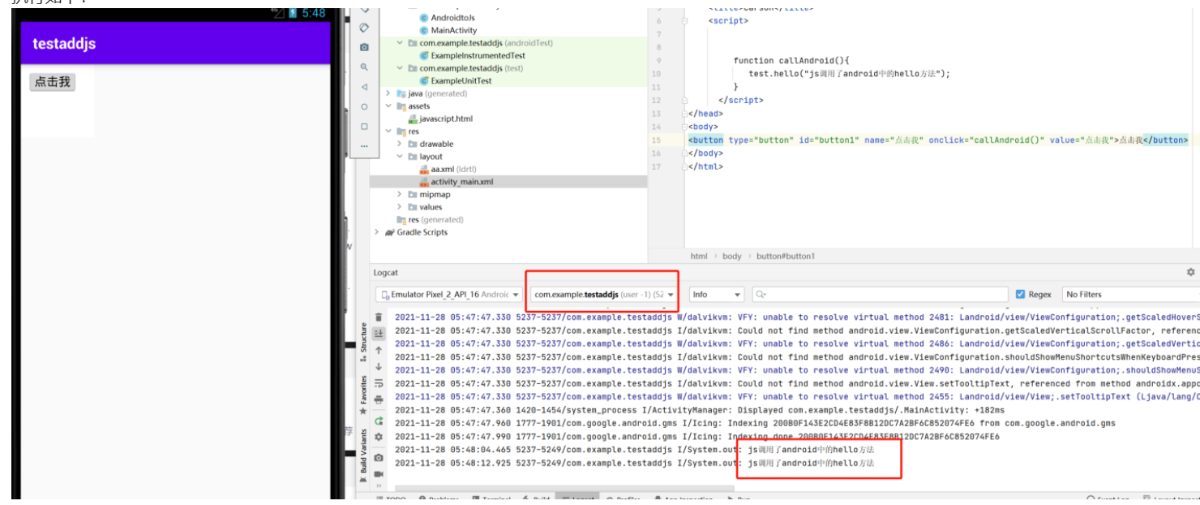 5:48
testaddjs
点击我
Androidtols
MainActivity
com.example.testaddjs (androidTest)
ExampleInstrumentedTest
com.example.testaddjs (test)
ExampleUnitTest
java (generated)
assets
javascript.html
res
drawable
layout
aa.xml (ldrtl)
activity_main.xml
mipmap
values
res (generated)
Gradle Scripts
6 <script>
7
8
9 function callAndroid(){
10 test.hello("js调用了android中的hello方法");
11 }
12 </script>
13 </head>
14 <body>
15 <button type="button" id="button1" name="点击我" onclick="callAndroid()" value="点击我">点击我</button>
16 </body>
17 </html>
html › body › button#button1
Logcat
Emulator Pixel_2_API_16 Android com.example.testaddjs (user -1) (52 Info Q- Regex No Filters
2021-11-28 05:47:47.330 5237-5237/com.example.testaddjs W/dalvikvm: VFY: unable to resolve virtual method 2481: Landroid/view/ViewConfiguration;.getScaledHoverS
2021-11-28 05:47:47.330 5237-5237/com.example.testaddjs I/dalvikvm: Could not find method android.view.ViewConfiguration.getScaledVerticalScrollFactor, referenc
2021-11-28 05:47:47.330 5237-5237/com.example.testaddjs W/dalvikvm: VFY: unable to resolve virtual method 2486: Landroid/view/ViewConfiguration;.getScaledVertic
2021-11-28 05:47:47.330 5237-5237/com.example.testaddjs I/dalvikvm: Could not find method android.view.ViewConfiguration.shouldShowMenuShortcutsWhenKeyboardPres
2021-11-28 05:47:47.330 5237-5237/com.example.testaddjs W/dalvikvm: VFY: unable to resolve virtual method 2490: Landroid/view/ViewConfiguration;.shouldShowMenuS
2021-11-28 05:47:47.330 5237-5237/com.example.testaddjs I/dalvikvm: Could not find method android.view.View.setTooltipText, referenced from method androidx.appc
2021-11-28 05:47:47.330 5237-5237/com.example.testaddjs W/dalvikvm: VFY: unable to resolve virtual method 2455: Landroid/view/View;.setTooltipText (Ljava/lang/C
2021-11-28 05:47:47.360 1420-1454/system_process I/ActivityManager: Displayed com.example.testaddjs/.MainActivity: +182ms
2021-11-28 05:47:47.960 1777-1901/com.google.android.gms I/Icing: Indexing 200B0F143E2CD4E83F8B12DC7A2BF6C852074FE6 from com.google.android.gms
2021-11-28 05:47:47.990 1777-1901/com.google.android.gms I/Icing: Indexing done 200B0F143E2CD4E83F8B12DC7A2BF6C852074FE6
2021-11-28 05:48:04.465 5237-5249/com.example.testaddjs I/System.out: js调用了android中的hello方法
2021-11-28 05:48:12.925 5237-5249/com.example.testaddjs I/System.out: js调用了android中的hello方法
Structure
Favorites
Build Variants